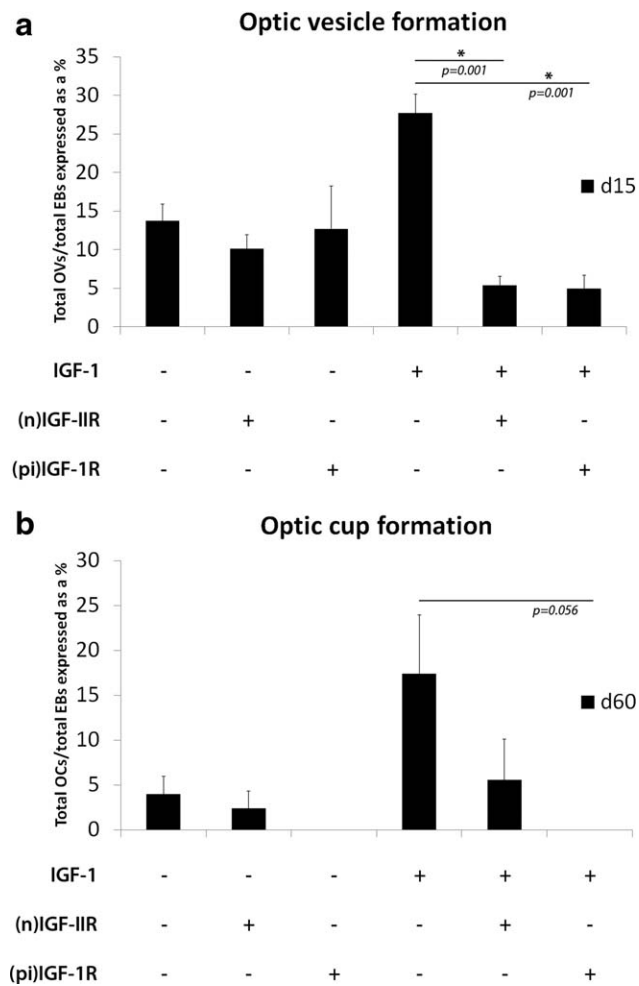 a
Optic vesicle formation
Total OVs/total EBs expressed as a %
35
30
25
20
15
10
5
0
*
p=0.001
*
p=0.001
d15
IGF-1 - - - + + +
(n)IGF-IIR - + - - + -
(pi)IGF-1R - - + - - +
b
Optic cup formation
Total OCs/total EBs expressed as a %
30
25
20
15
10
5
0
p=0.056
d60
IGF-1 - - - + + +
(n)IGF-IIR - + - - + -
(pi)IGF-1R - - + - - +